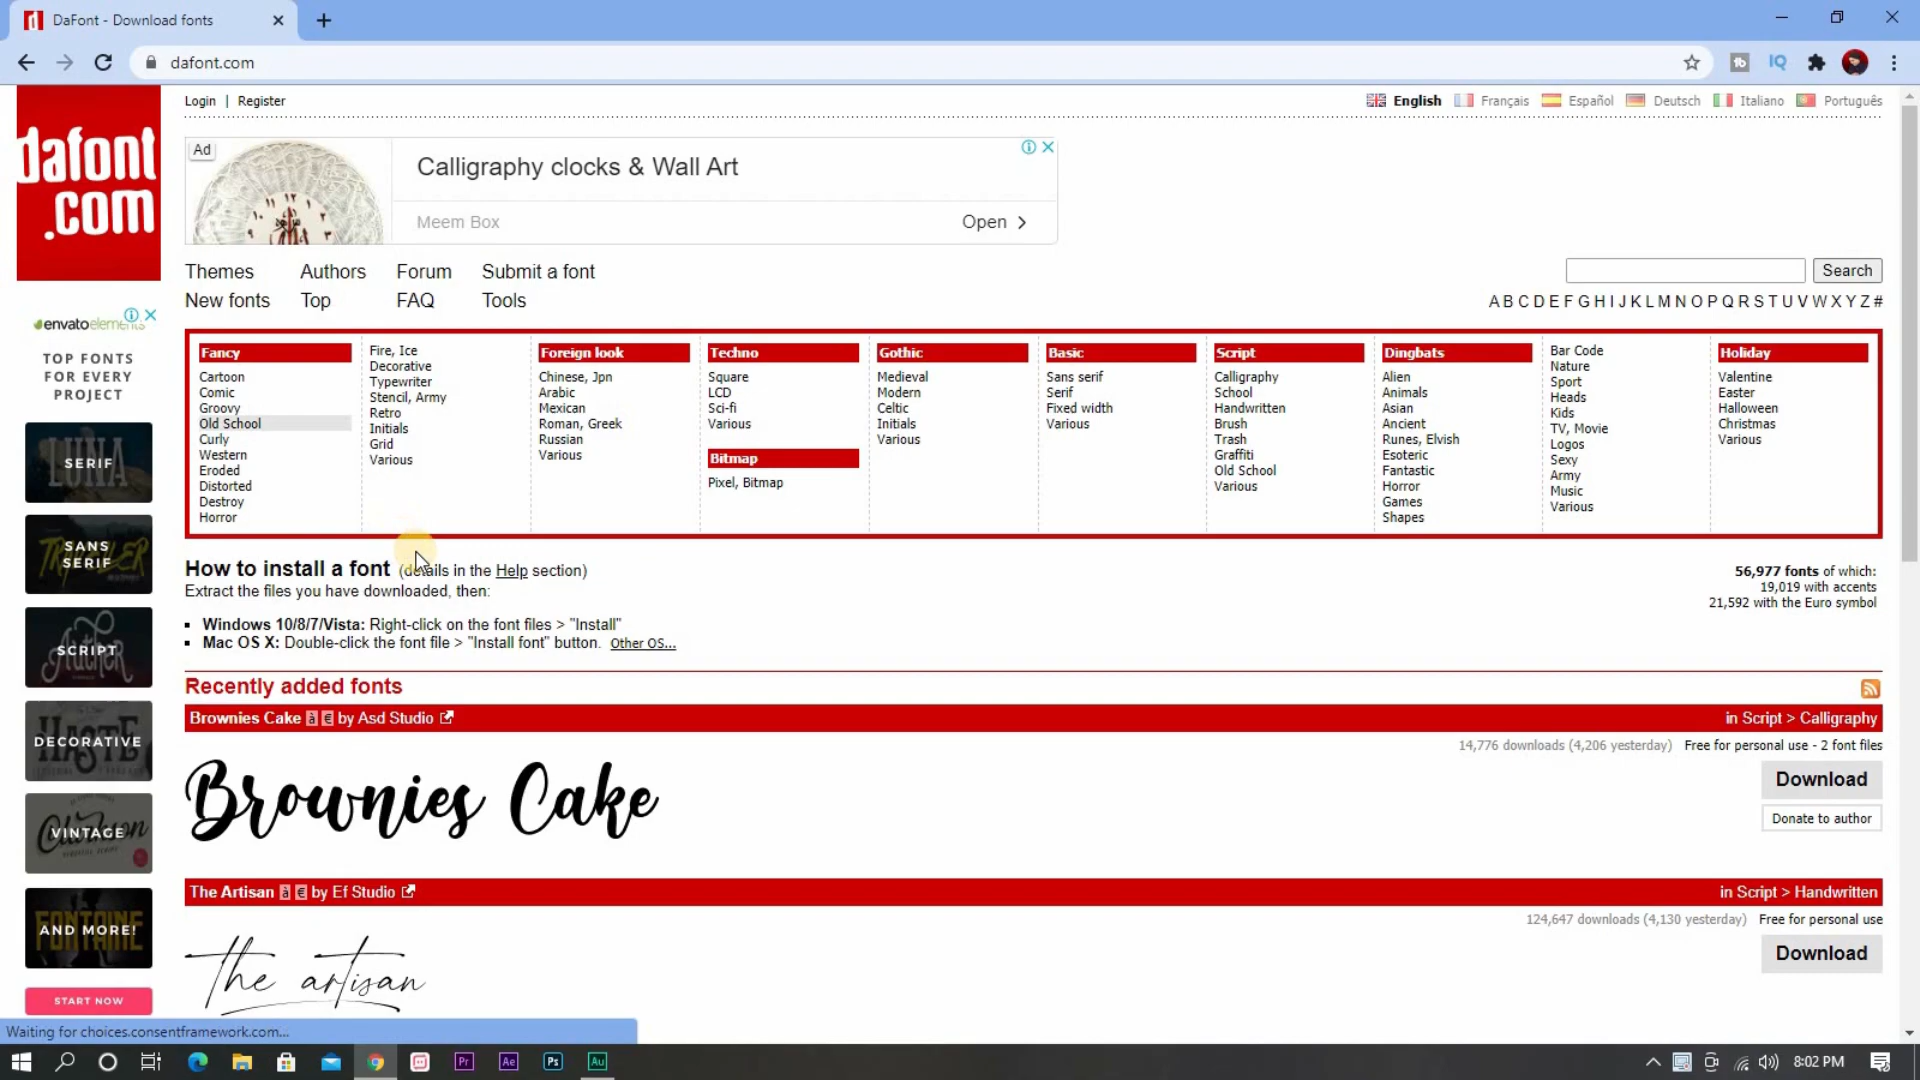 DaFont - Download fonts
dafont.com
Login | Register
English Français Español Deutsch Italiano Português
dafont
.com
Ad
Calligraphy clocks & Wall Art
Meem Box
Open
Themes Authors Forum Submit a font
New fonts Top FAQ Tools
Search
A B C D E F G H I J K L M N O P Q R S T U V W X Y Z #
envatoelements
TOP FONTS
FOR EVERY
PROJECT
SERIF
SANS
SERIF
SCRIPT
DECORATIVE
VINTAGE
AND MORE!
START NOW
Fancy
Cartoon
Comic
Groovy
Old School
Curly
Western
Eroded
Distorted
Destroy
Horror
Fire, Ice
Decorative
Typewriter
Stencil, Army
Retro
Initials
Grid
Various
Foreign look
Chinese, Jpn
Arabic
Mexican
Roman, Greek
Russian
Various
Techno
Square
LCD
Sci-fi
Various
Bitmap
Pixel, Bitmap
Gothic
Medieval
Modern
Celtic
Initials
Various
Basic
Sans serif
Serif
Fixed width
Various
Script
Calligraphy
School
Handwritten
Brush
Trash
Graffiti
Old School
Various
Dingbats
Alien
Animals
Asian
Ancient
Runes, Elvish
Esoteric
Fantastic
Horror
Games
Shapes
Bar Code
Nature
Sport
Heads
Kids
TV, Movie
Logos
Sexy
Army
Music
Various
Holiday
Valentine
Easter
Halloween
Christmas
Various
How to install a font (details in the Help section)
Extract the files you have downloaded, then:
Windows 10/8/7/Vista: Right-click on the font files > "Install"
Mac OS X: Double-click the font file > "Install font" button. Other OS...
56,977 fonts of which:
19,019 with accents
21,592 with the Euro symbol
Recently added fonts
Brownies Cake à € by Asd Studio in Script > Calligraphy
14,776 downloads (4,206 yesterday) Free for personal use - 2 font files
Brownies Cake
Download
Donate to author
The Artisan à € by Ef Studio in Script > Handwritten
124,647 downloads (4,130 yesterday) Free for personal use
the artisan
Download
Waiting for choices.consentframework.com...
Pr Ae Ps Au
8:02 PM